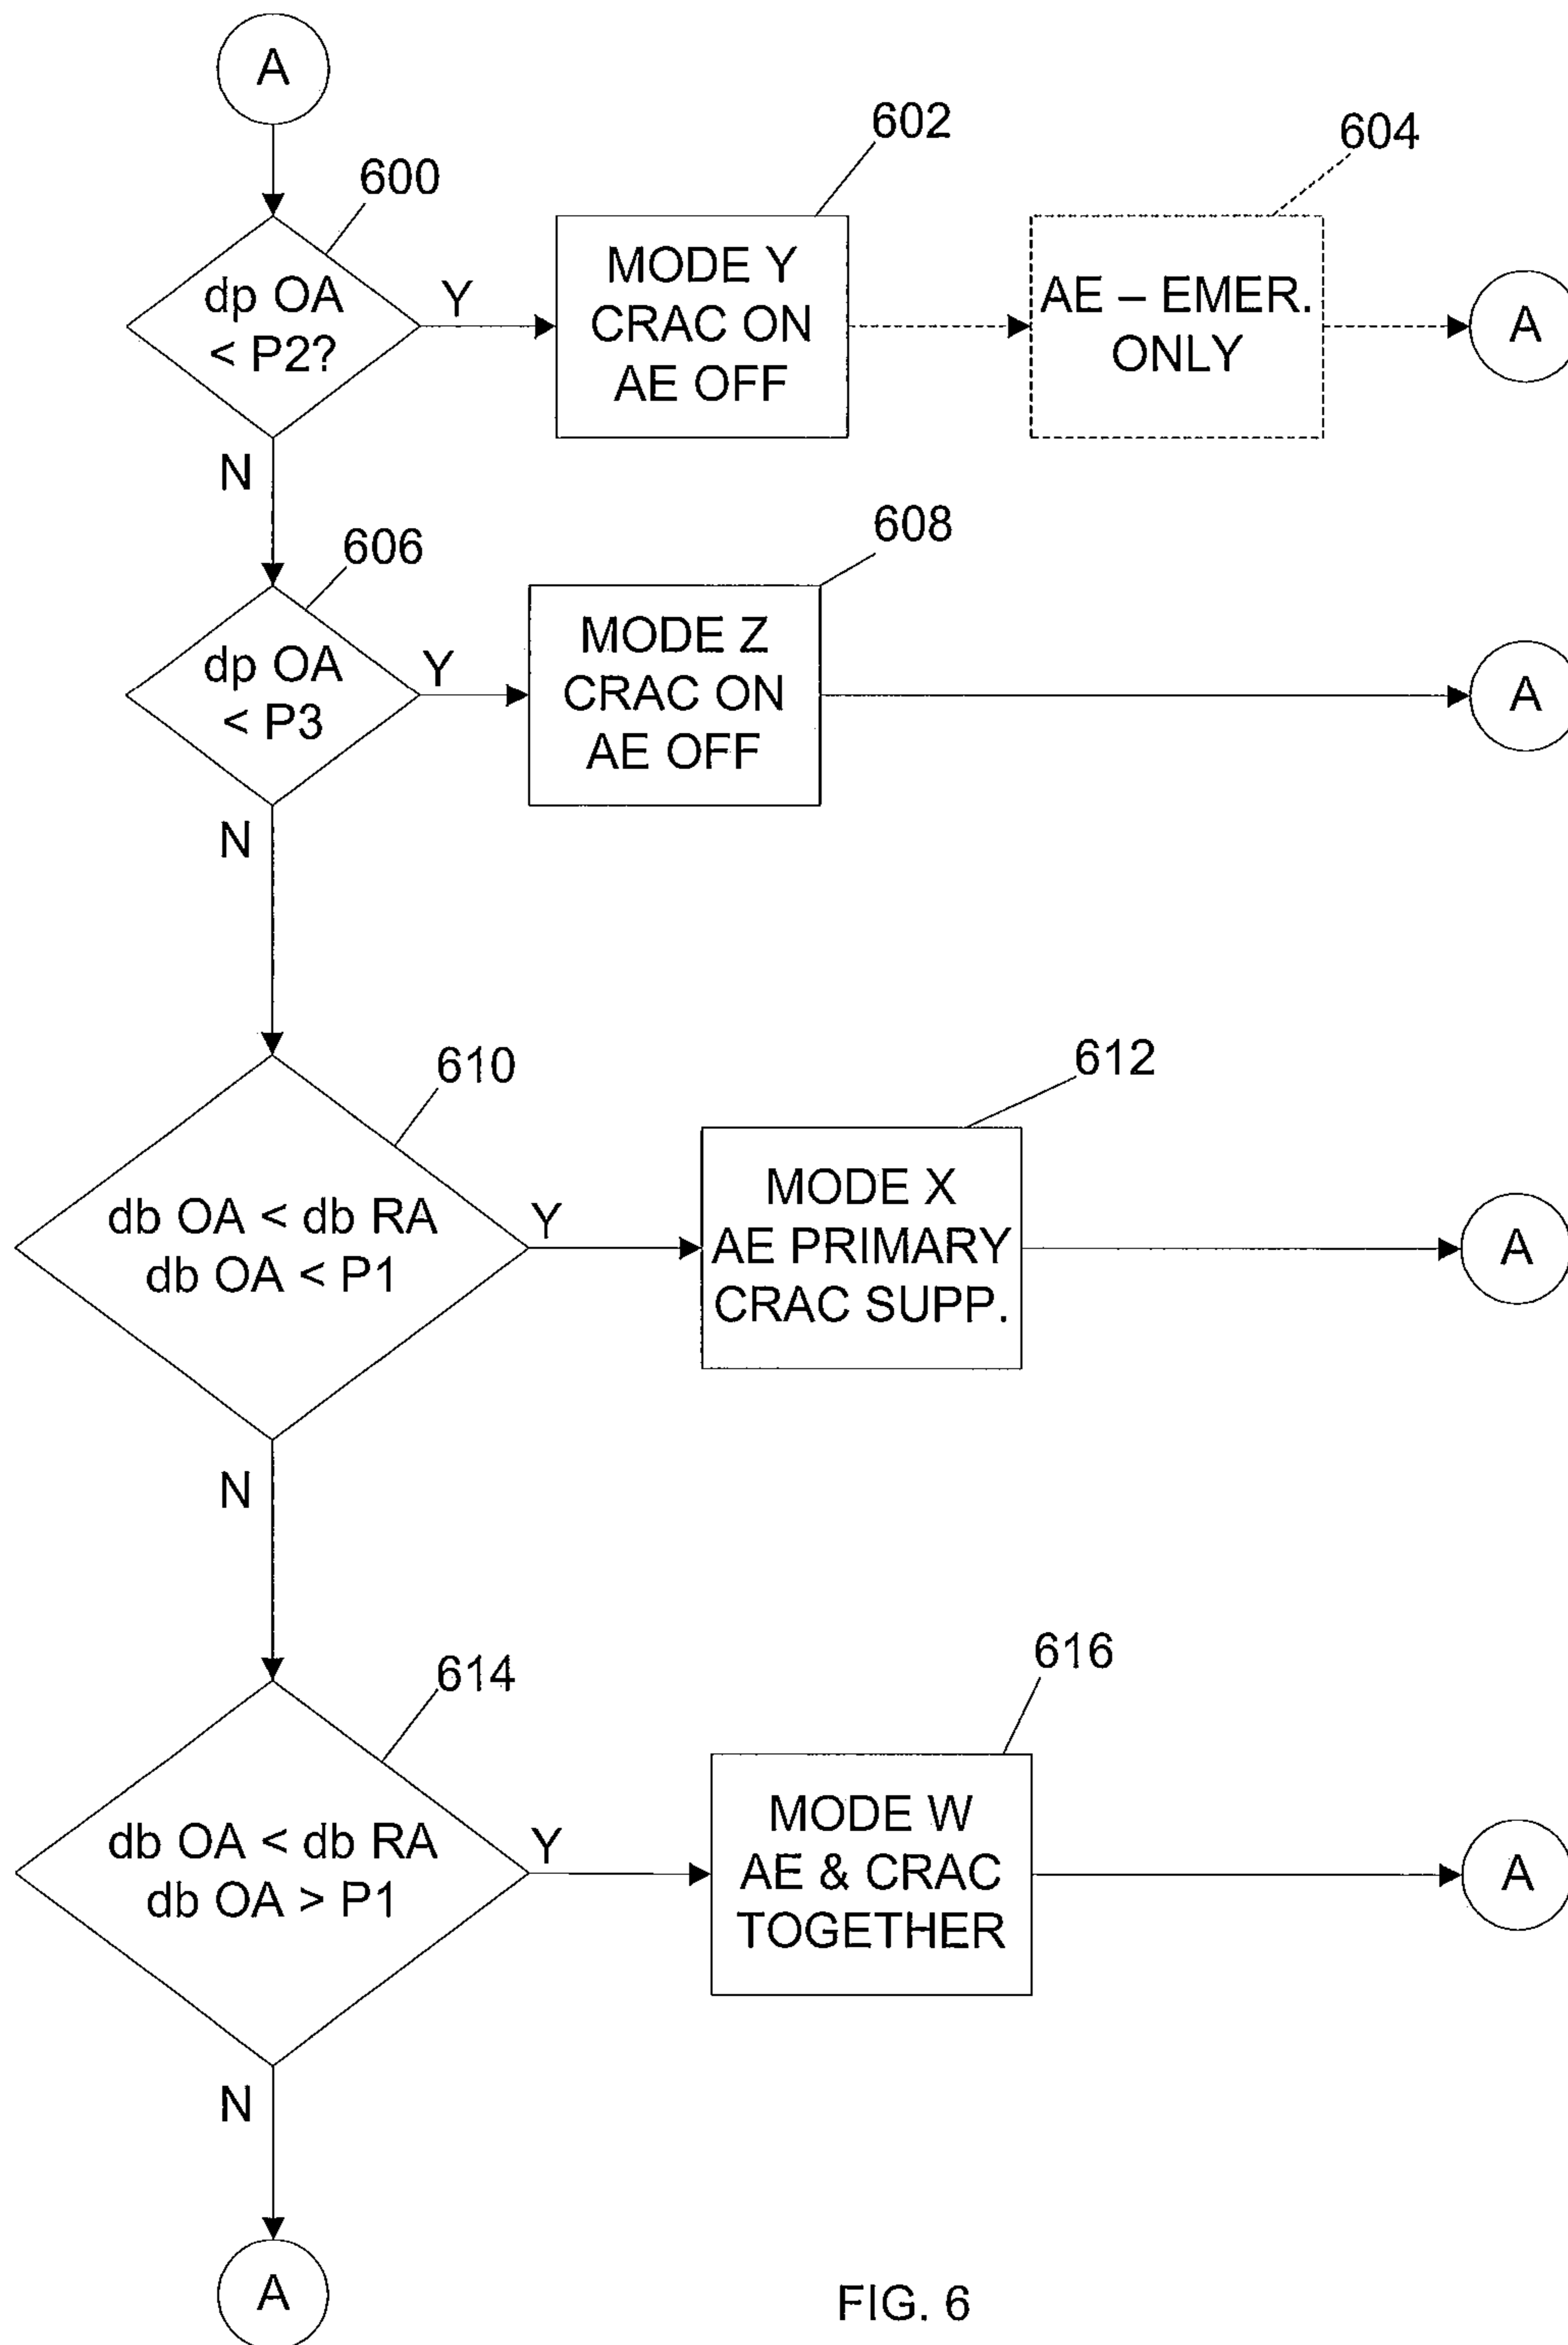 A
600
602
604
dp OA
< P2?
Y
MODE Y
CRAC ON
AE OFF
AE – EMER.
ONLY
A
N
606
608
dp OA
< P3
Y
MODE Z
CRAC ON
AE OFF
A
N
610
612
db OA < db RA
db OA < P1
Y
MODE X
AE PRIMARY
CRAC SUPP.
A
N
614
616
db OA < db RA
db OA > P1
Y
MODE W
AE & CRAC
TOGETHER
A
N
A
FIG. 6